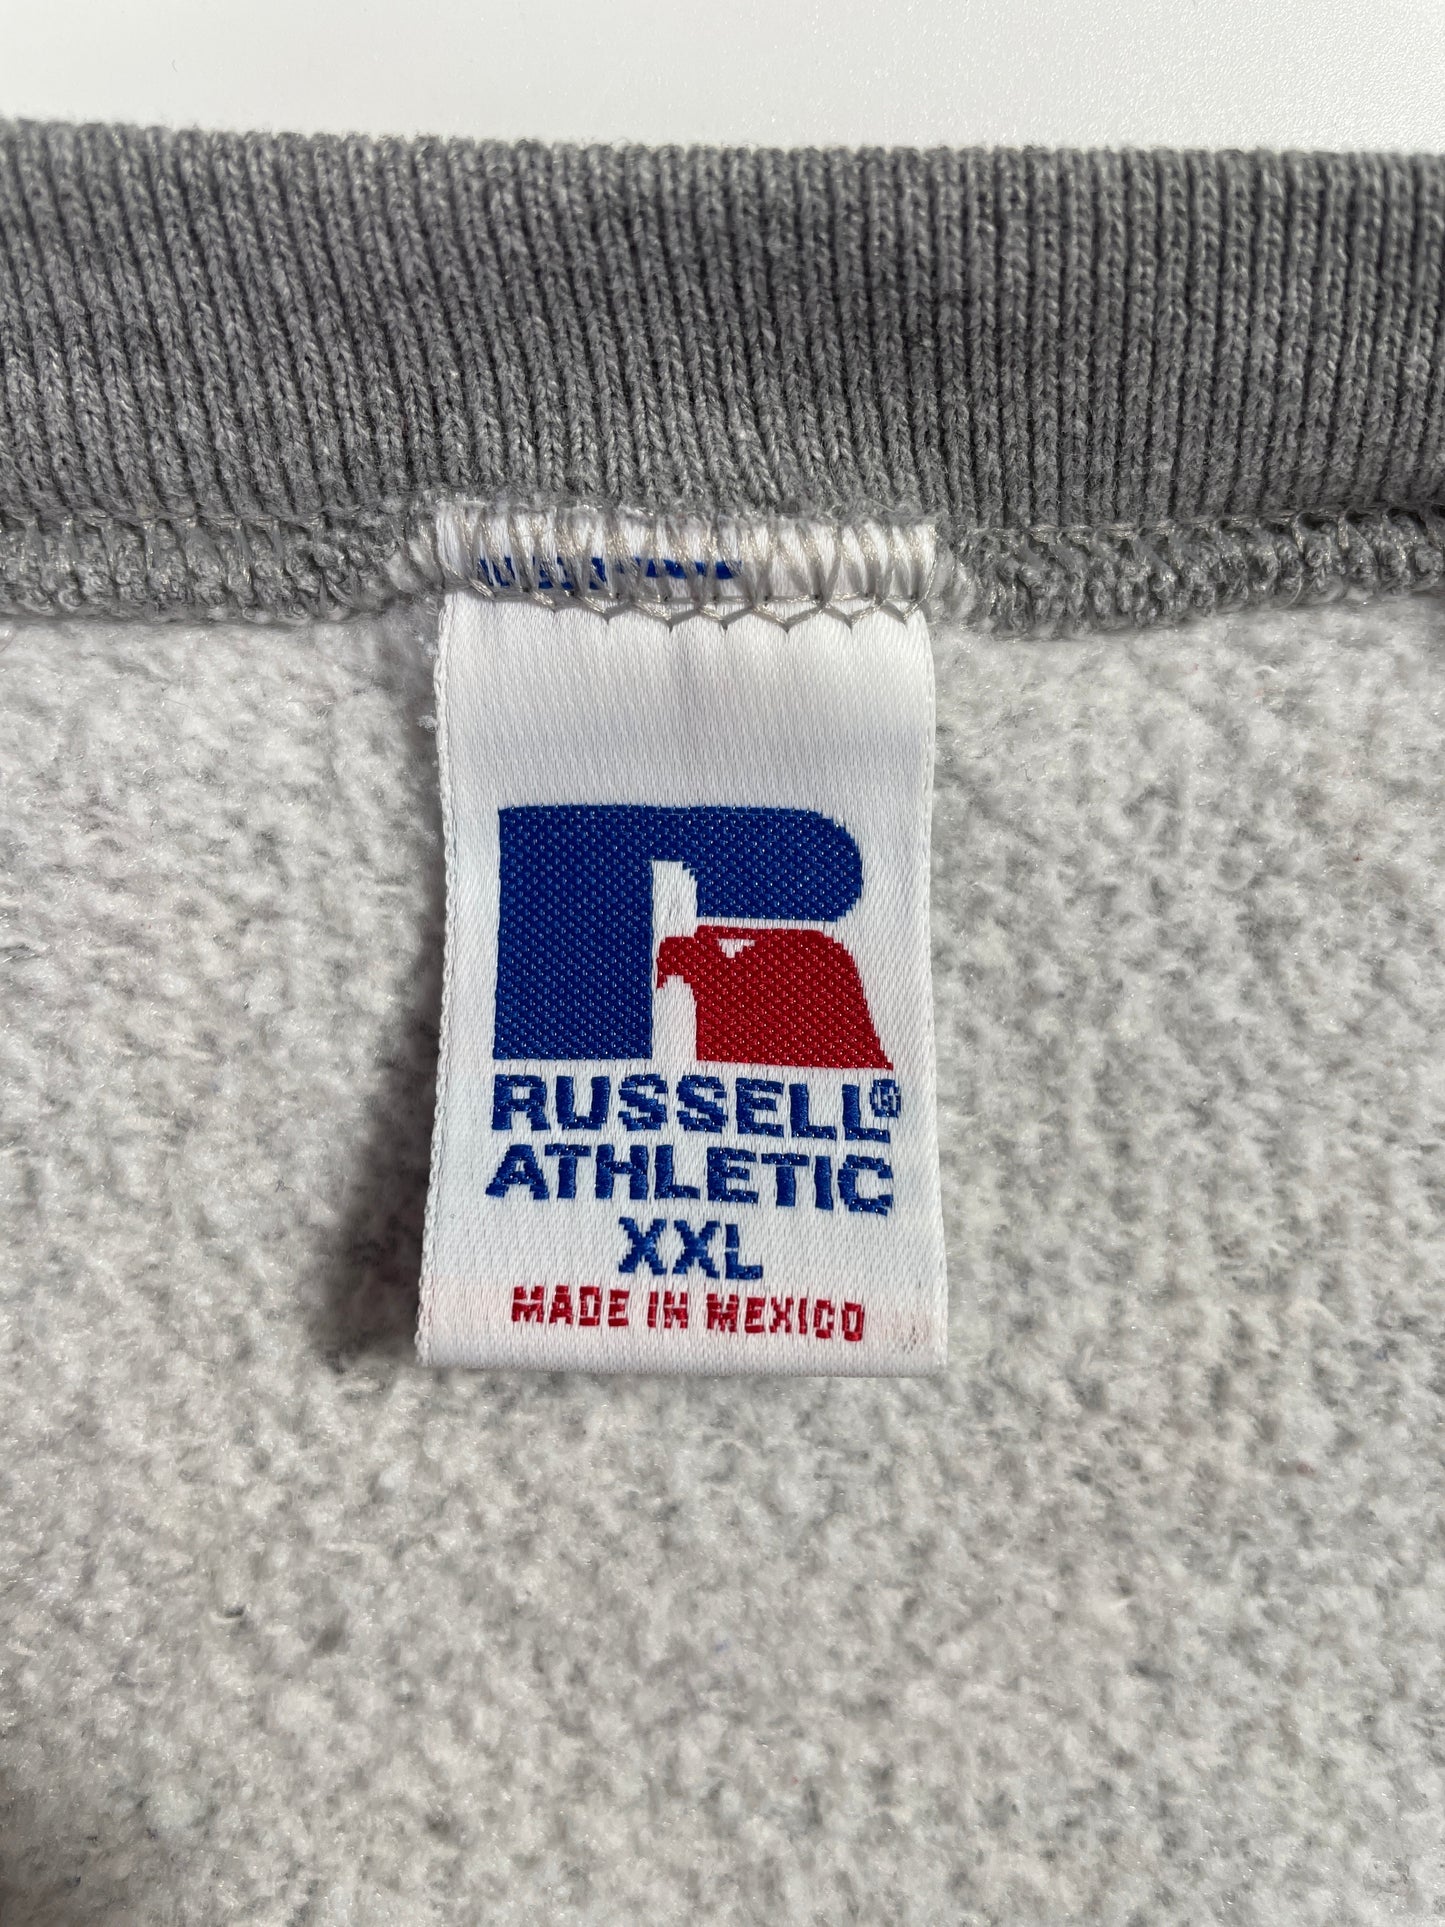 RUSSELL®
ATHLETIC
XXL
MADE IN MEXICO